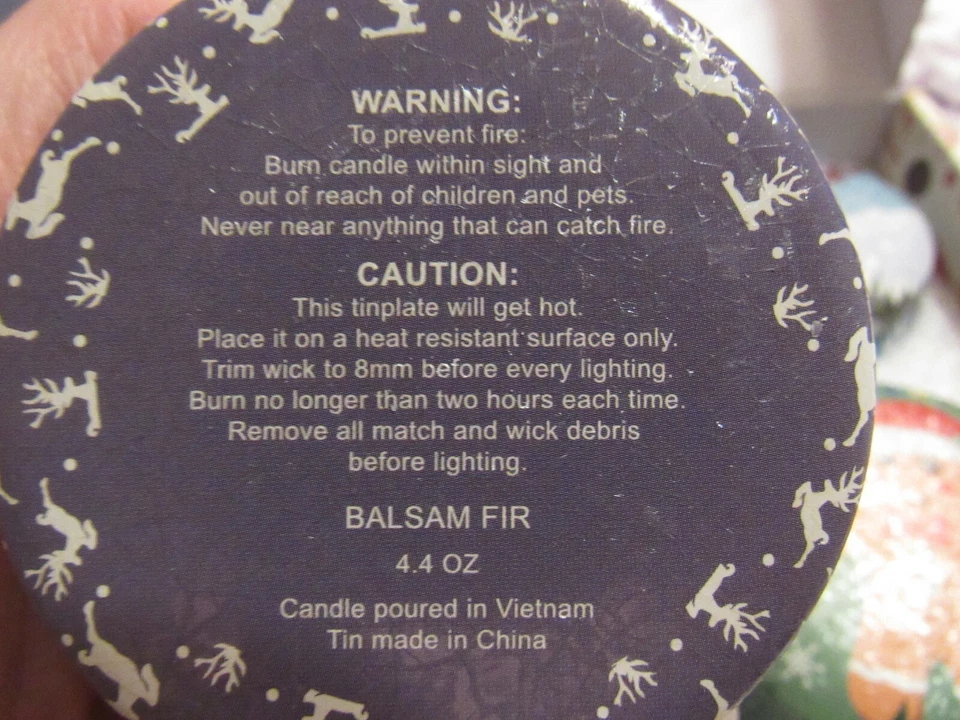 WARNING:
To prevent fire:
Burn candle within sight and
out of reach of children and pets.
Never near anything that can catch fire.
CAUTION:
This tinplate will get hot.
Place it on a heat resistant surface only.
Trim wick to 8mm before every lighting.
Burn no longer than two hours each time.
Remove all match and wick debris
before lighting.
BALSAM FIR
4.4 OZ
Candle poured in Vietnam
Tin made in China